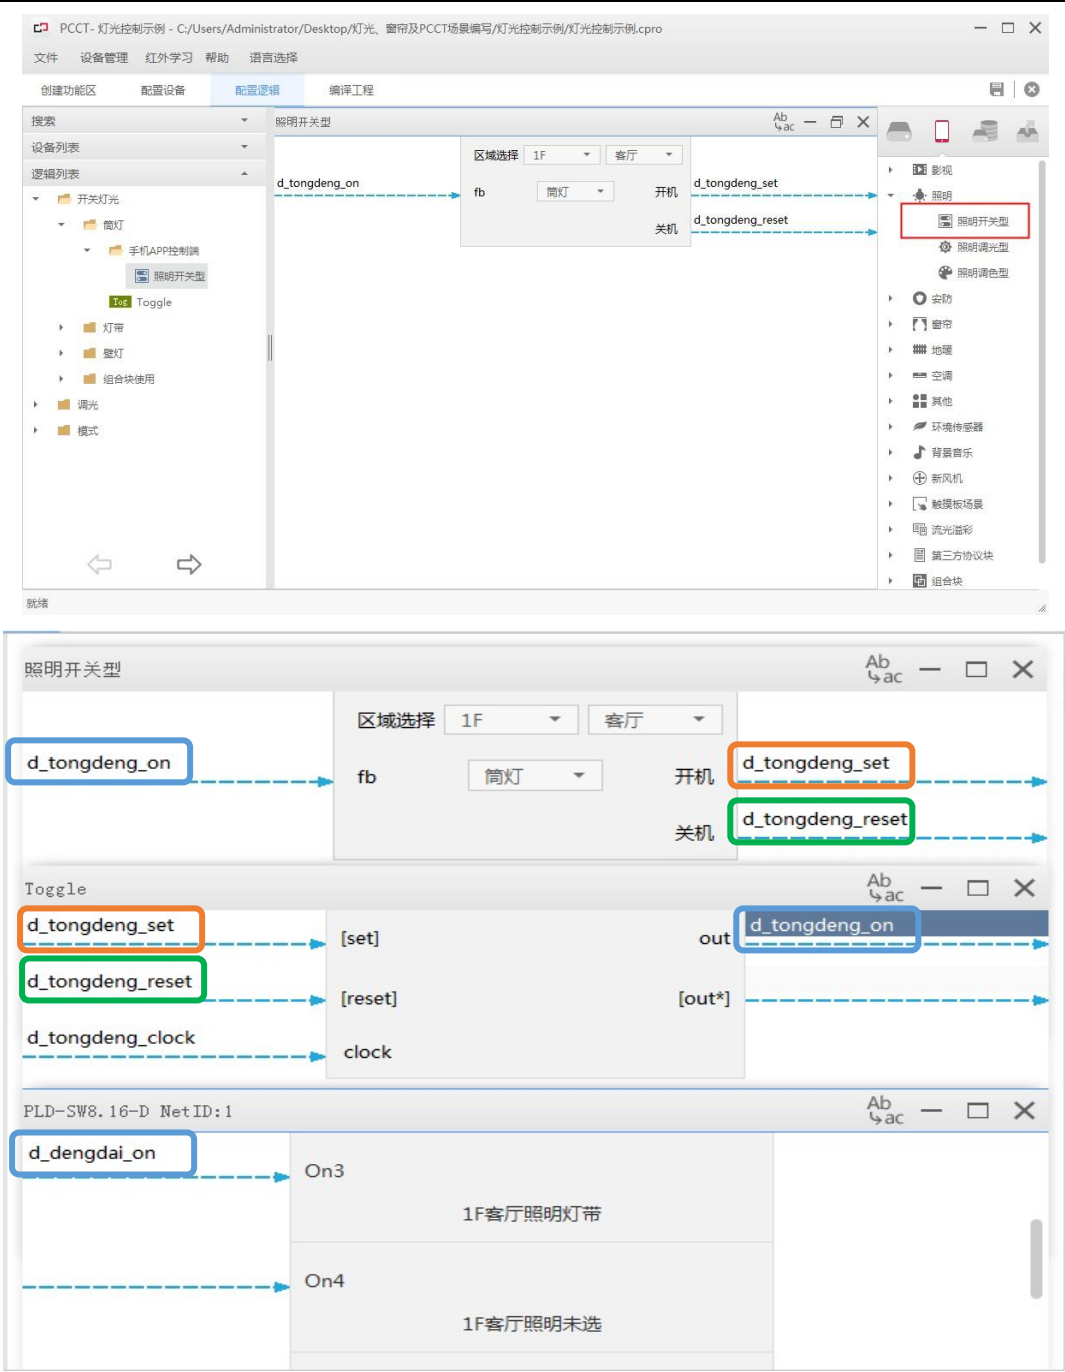 PCCT- 灯光控制示例 - C:/Users/Administrator/Desktop/灯光、窗帘及PCCT场景编写/灯光控制示例/灯光控制示例.cpro
文件 设备管理 红外学习 帮助 语言选择
创建功能区 配置设备 配置逻辑 编译工程
搜索
设备列表
逻辑列表
开关灯光
筒灯
手机APP控制端
照明开关型
Tog Toggle
灯带
壁灯
组合块使用
调光
模式
照明开关型
Ab
ac
区域选择 1F 客厅
d_tongdeng_on
fb 筒灯 开机
d_tongdeng_set
关机
d_tongdeng_reset
影视
照明
照明开关型
照明调光型
照明调色型
安防
窗帘
地暖
空调
其他
环境传感器
背景音乐
新风机
触摸板场景
流光溢彩
第三方协议块
组合块
就绪
照明开关型
Ab
ac
区域选择 1F 客厅
d_tongdeng_on
fb 筒灯 开机
d_tongdeng_set
关机
d_tongdeng_reset
Toggle
Ab
ac
d_tongdeng_set
[set] out
d_tongdeng_on
d_tongdeng_reset
[reset] [out*]
d_tongdeng_clock
clock
PLD-SW8.16-D NetID:1
Ab
ac
d_dengdai_on
On3
1F客厅照明灯带
On4
1F客厅照明未选